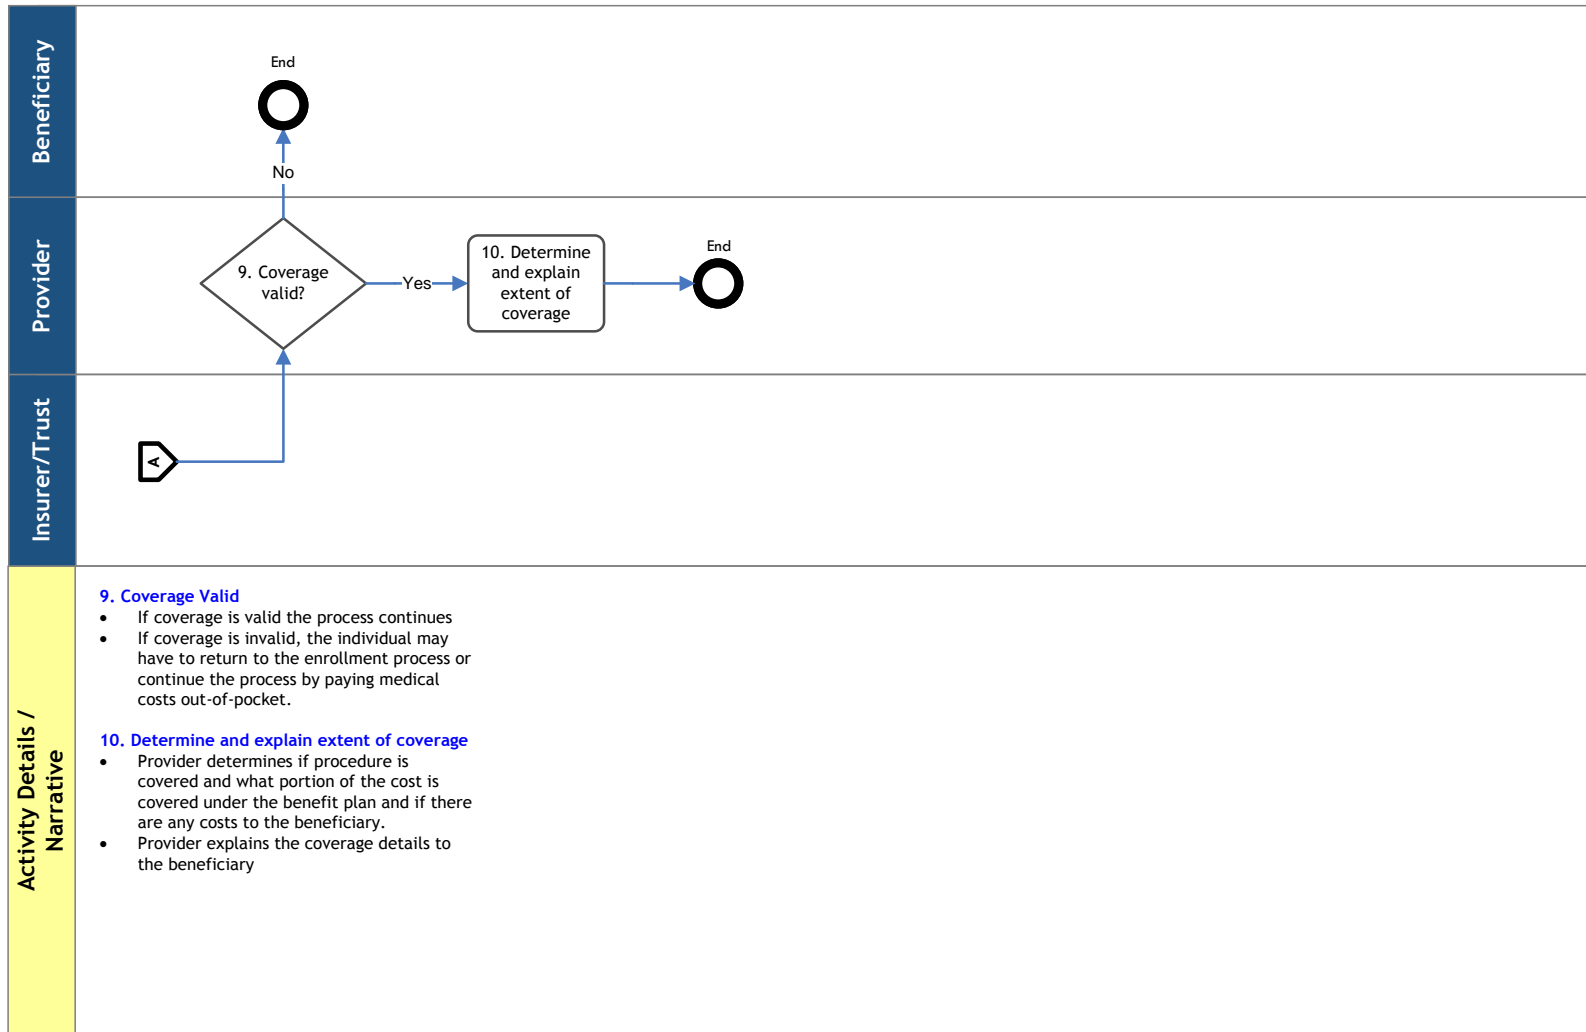 Beneficiary
End
No
Provider
9. Coverage
valid?
Yes
10. Determine
and explain
extent of
coverage
End
Insurer/Trust
A
Activity Details /
Narrative
9. Coverage Valid
• If coverage is valid the process continues
• If coverage is invalid, the individual may
have to return to the enrollment process or
continue the process by paying medical
costs out-of-pocket.
10. Determine and explain extent of coverage
• Provider determines if procedure is
covered and what portion of the cost is
covered under the benefit plan and if there
are any costs to the beneficiary.
• Provider explains the coverage details to
the beneficiary